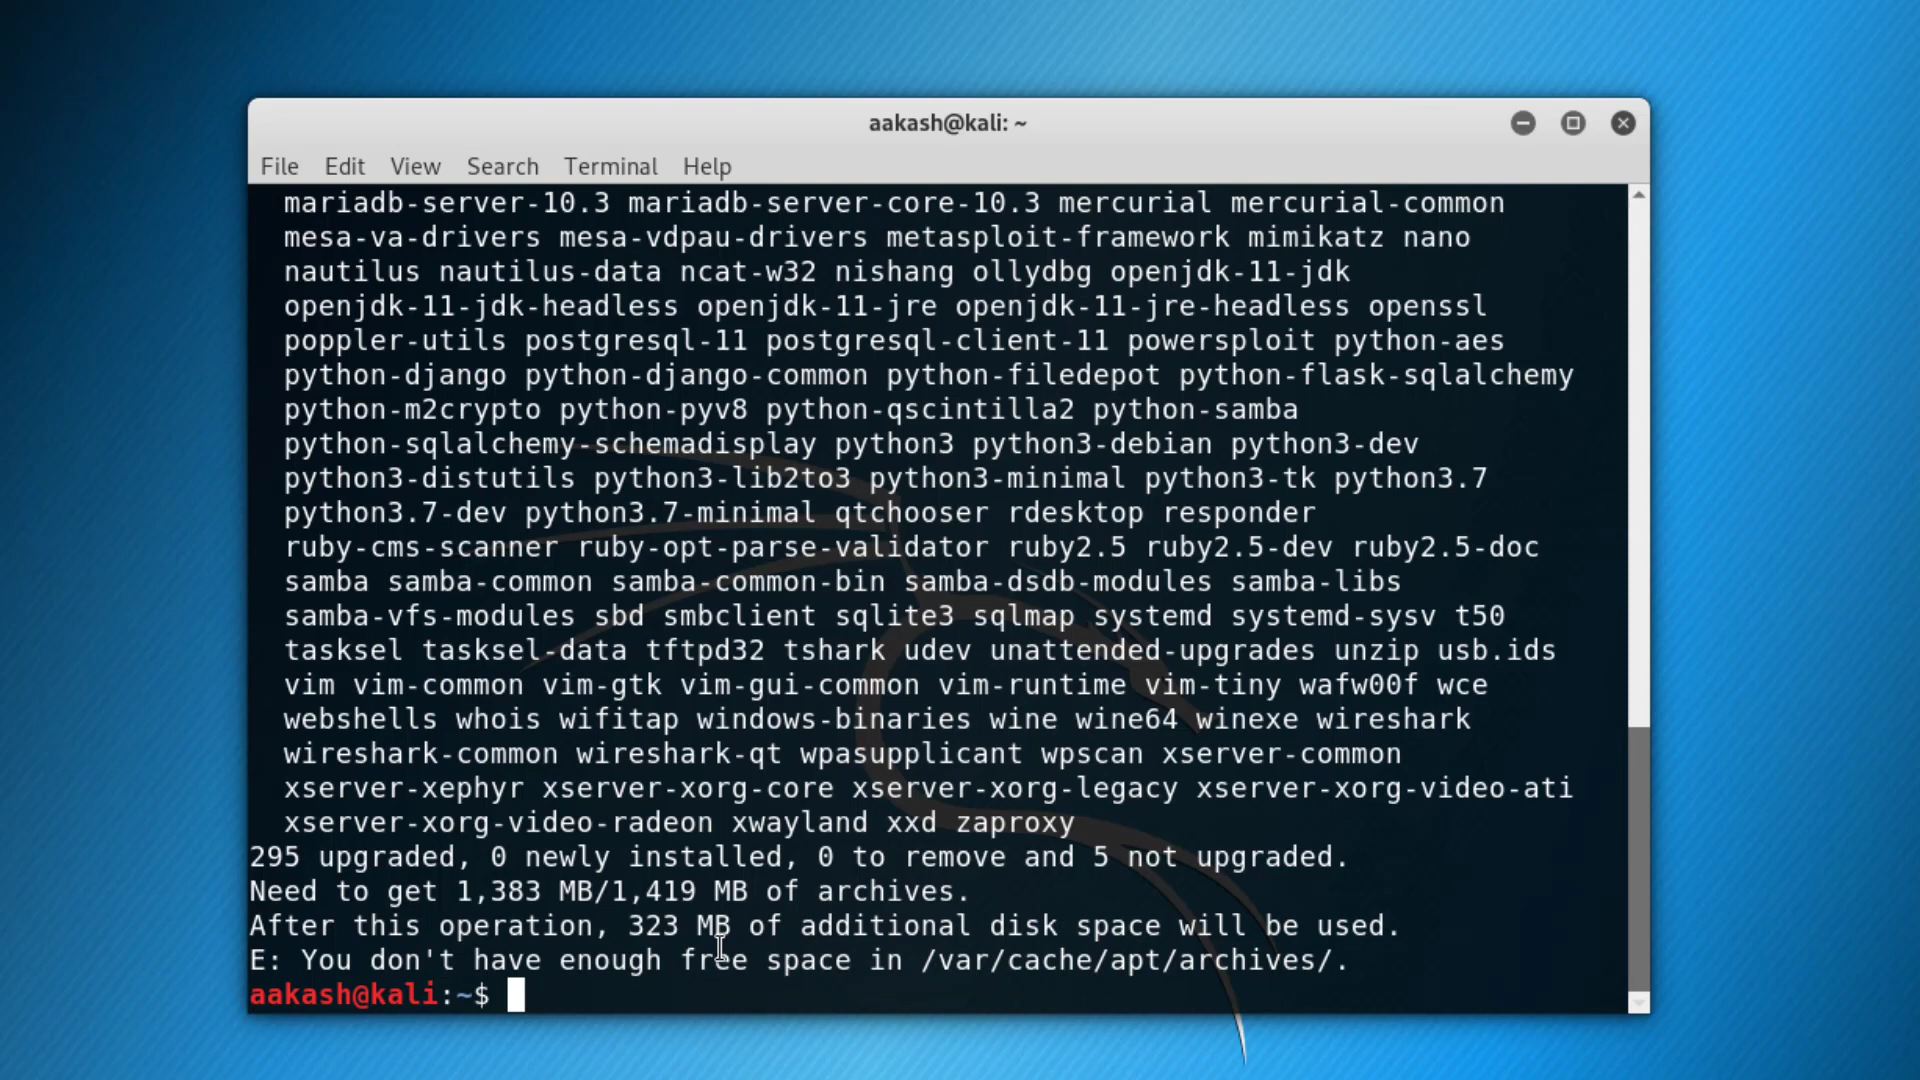 aakash@kali: ~
File Edit View Search Terminal Help
mariadb-server-10.3 mariadb-server-core-10.3 mercurial mercurial-common
mesa-va-drivers mesa-vdpau-drivers metasploit-framework mimikatz nano
nautilus nautilus-data ncat-w32 nishang ollydbg openjdk-11-jdk
openjdk-11-jdk-headless openjdk-11-jre openjdk-11-jre-headless openssl
poppler-utils postgresql-11 postgresql-client-11 powersploit python-aes
python-django python-django-common python-filedepot python-flask-sqlalchemy
python-m2crypto python-pyv8 python-qscintilla2 python-samba
python-sqlalchemy-schemadisplay python3 python3-debian python3-dev
python3-distutils python3-lib2to3 python3-minimal python3-tk python3.7
python3.7-dev python3.7-minimal qtchooser rdesktop responder
ruby-cms-scanner ruby-opt-parse-validator ruby2.5 ruby2.5-dev ruby2.5-doc
samba samba-common samba-common-bin samba-dsdb-modules samba-libs
samba-vfs-modules sbd smbclient sqlite3 sqlmap systemd systemd-sysv t50
tasksel tasksel-data tftpd32 tshark udev unattended-upgrades unzip usb.ids
vim vim-common vim-gtk vim-gui-common vim-runtime vim-tiny wafw00f wce
webshells whois wifitap windows-binaries wine wine64 winexe wireshark
wireshark-common wireshark-qt wpasupplicant wpscan xserver-common
xserver-xephyr xserver-xorg-core xserver-xorg-legacy xserver-xorg-video-ati
xserver-xorg-video-radeon xwayland xxd zaproxy
295 upgraded, 0 newly installed, 0 to remove and 5 not upgraded.
Need to get 1,383 MB/1,419 MB of archives.
After this operation, 323 MB of additional disk space will be used.
E: You don't have enough free space in /var/cache/apt/archives/.
aakash@kali:~$